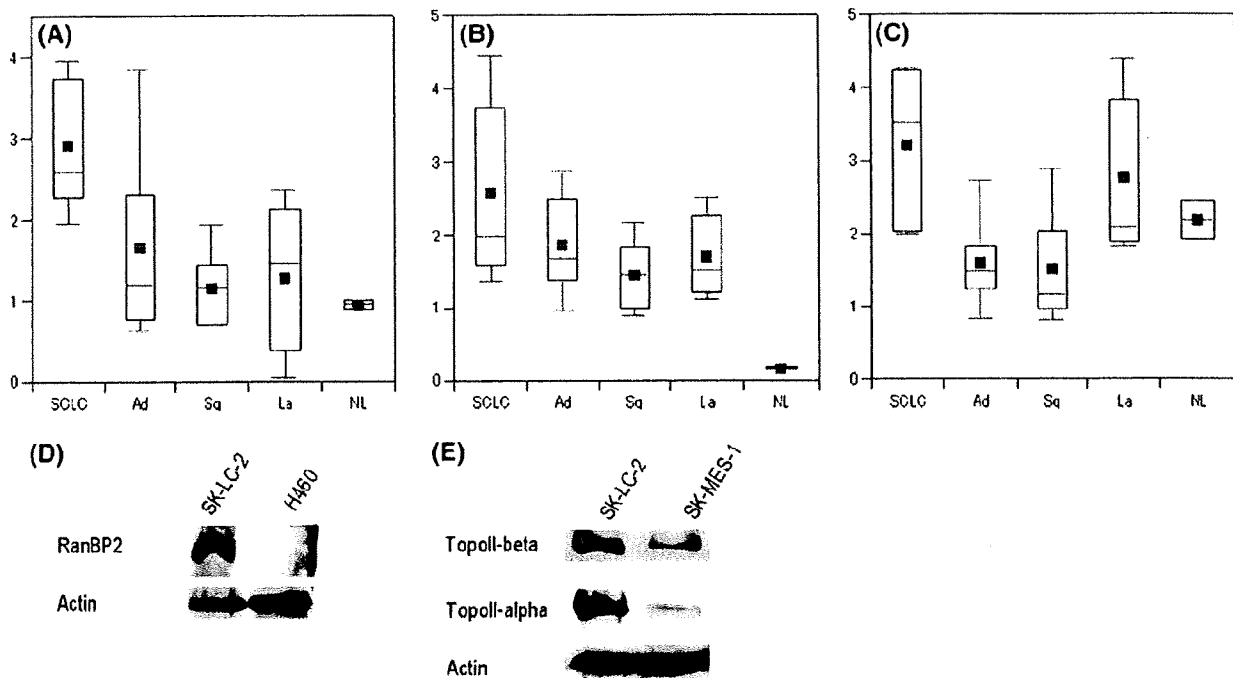 (A)
4
3
2
1
0
SCLC Ad Sq La NL
(B)
5
4
3
2
1
0
SCLC Ad Sq La NL
(C)
5
4
3
2
1
0
SCLC Ad Sq La NL
(D)
SK-LC-2 H460
RanBP2
Actin
(E)
SK-LC-2 SK-MES-1
TopoII-beta
TopoII-alpha
Actin